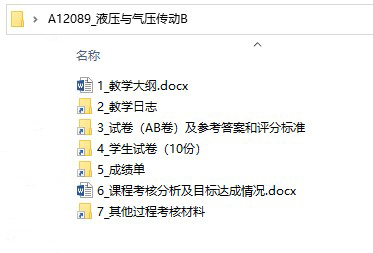 A12089_液压与气压传动B
名称
1_教学大纲.docx
2_教学日志
3_试卷（AB卷）及参考答案和评分标准
4_学生试卷（10份）
5_成绩单
6_课程考核分析及目标达成情况.docx
7_其他过程考核材料